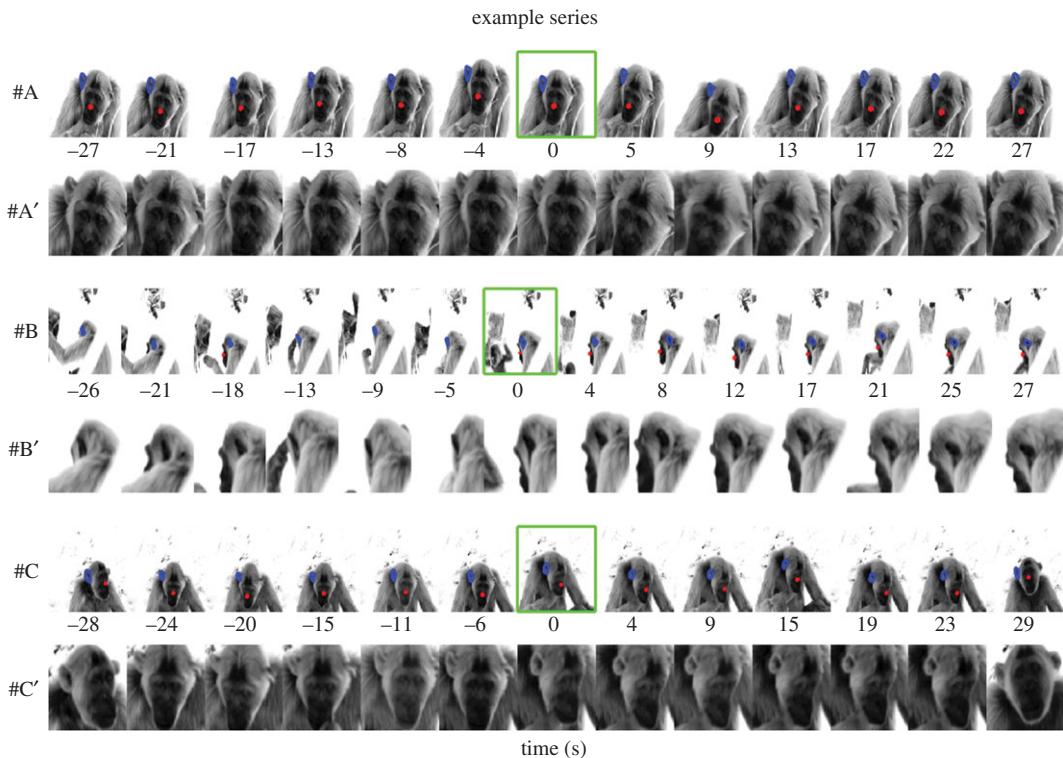 example series
#A
–27 –21 –17 –13 –8 –4 0 5 9 13 17 22 27
#A′
#B
–26 –21 –18 –13 –9 –5 0 4 8 12 17 21 25 27
#B′
#C
–28 –24 –20 –15 –11 –6 0 4 9 15 19 23 29
#C′
time (s)